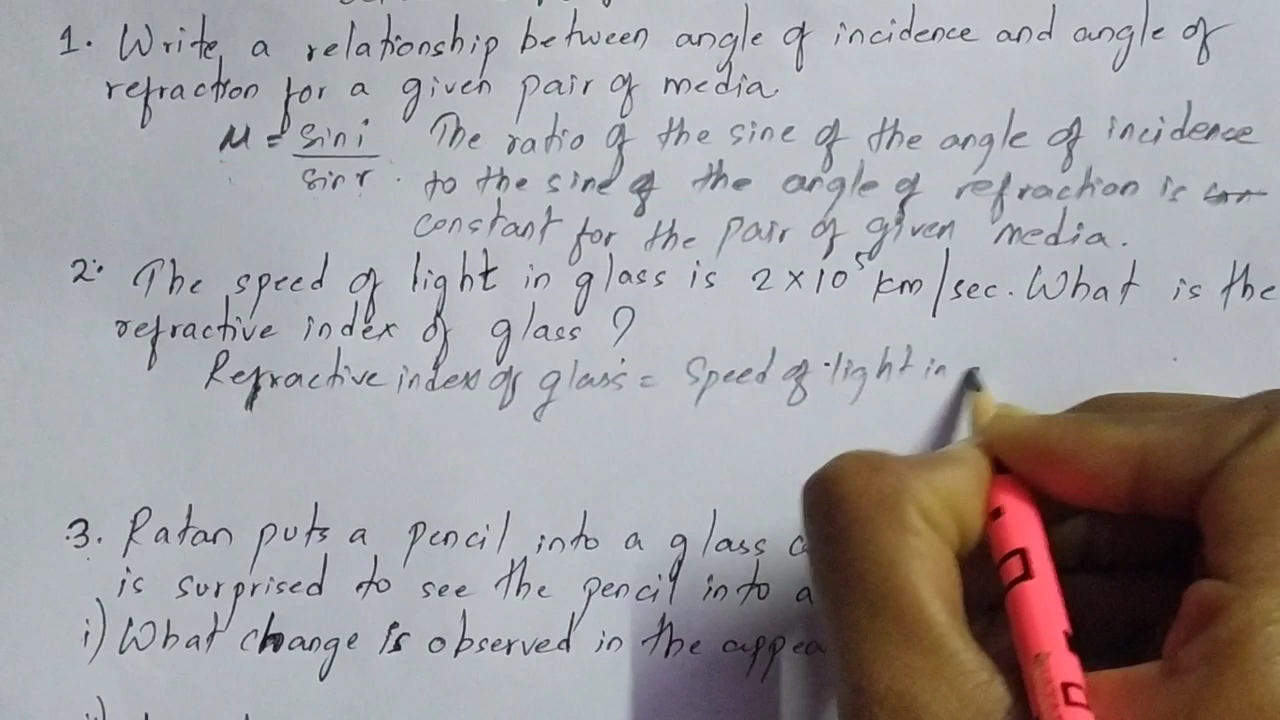 1. Write a relationship between angle of incidence and angle of
refraction for a given pair of media.
μ = sin i / sin r . The ratio of the sine of the angle of incidence
to the sine of the angle of refraction is
constant for the pair of given media.
2. The speed of light in glass is 2 × 10⁵ km/sec. What is the
refractive index of glass ?
Refractive index of glass = Speed of light in
3. Ratan puts a pencil into a glass
is surprised to see the pencil into a
i) What change is observed in the appea